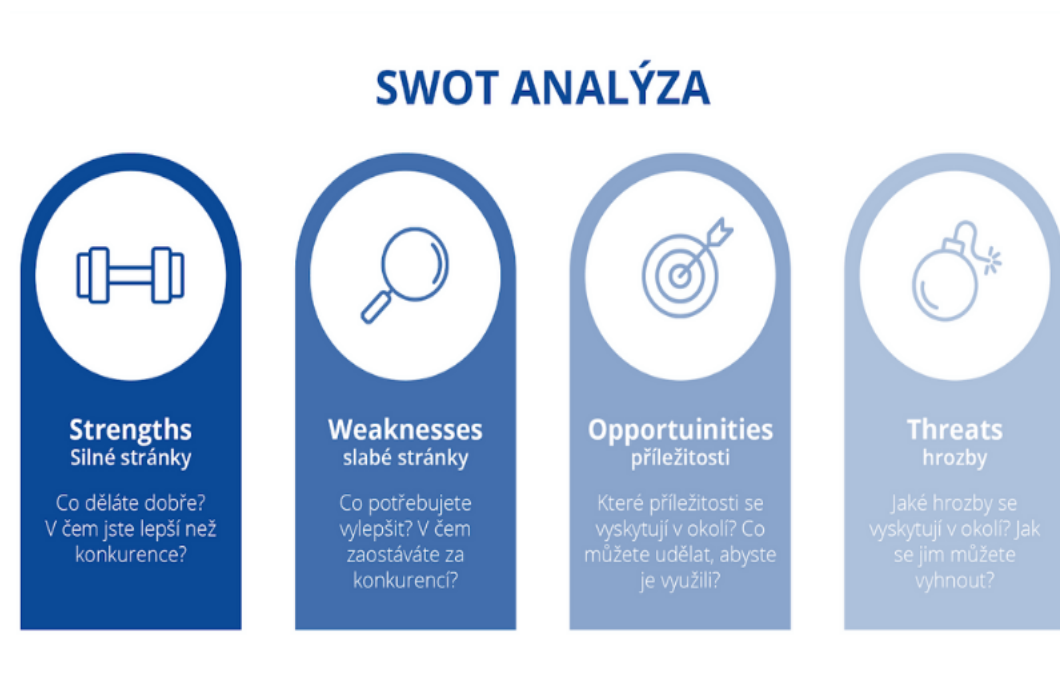 SWOT ANALÝZA
Strengths
Silné stránky
Co děláte dobře?
V čem jste lepší než
konkurence?
Weaknesses
slabé stránky
Co potřebujete
vylepšit? V čem
zaostáváte za
konkurencí?
Opportuinities
příležitosti
Které příležitosti se
vyskytují v okolí? Co
můžete udělat, abyste
je využili?
Threats
hrozby
Jaké hrozby se
vyskytují v okolí? Jak
se jim můžete
vyhnout?